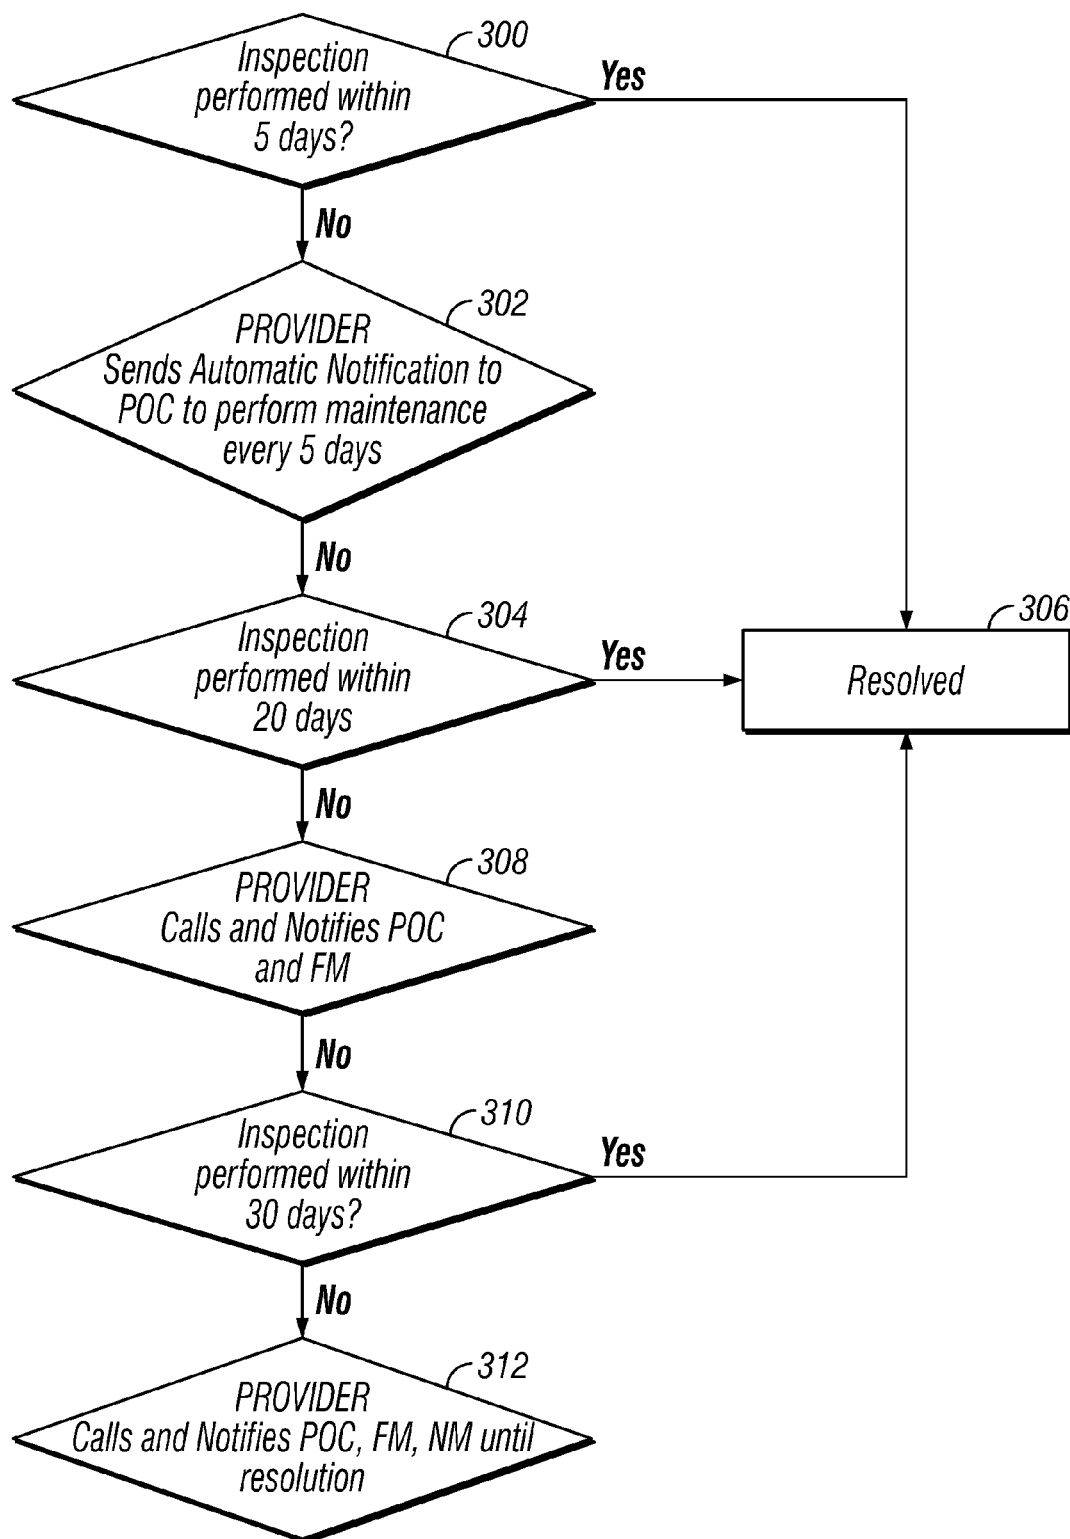 300
Inspection
performed within
5 days?
Yes
No
302
PROVIDER
Sends Automatic Notification to
POC to perform maintenance
every 5 days
No
304
Inspection
performed within
20 days
Yes
306
Resolved
No
308
PROVIDER
Calls and Notifies POC
and FM
No
310
Inspection
performed within
30 days?
Yes
No
312
PROVIDER
Calls and Notifies POC, FM, NM until
resolution